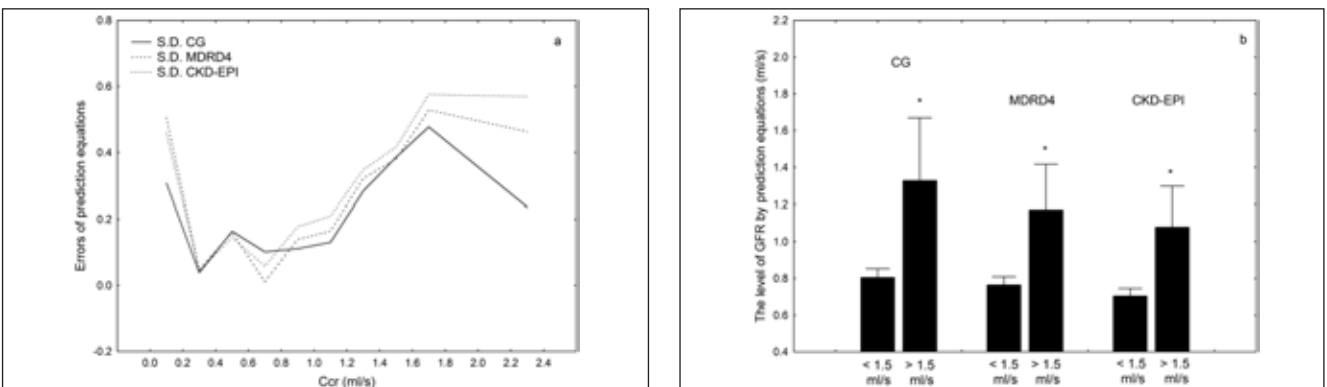 0.8
0.6
0.4
0.2
0.0
-0.2
Errors of prediction equations
S.D. CG
S.D. MDRD4
S.D. CKD-EPI
a
0.0 0.2 0.4 0.6 0.8 1.0 1.2 1.4 1.6 1.8 2.0 2.2 2.4
Ccr (ml/s)
2.2
2.0
1.8
1.6
1.4
1.2
1.0
0.8
0.6
0.4
The level of GFR by prediction equations (ml/s)
b
CG
MDRD4 CKD-EPI
* * *
< 1.5 > 1.5 < 1.5 > 1.5 < 1.5 > 1.5
ml/s ml/s ml/s ml/s ml/s ml/s